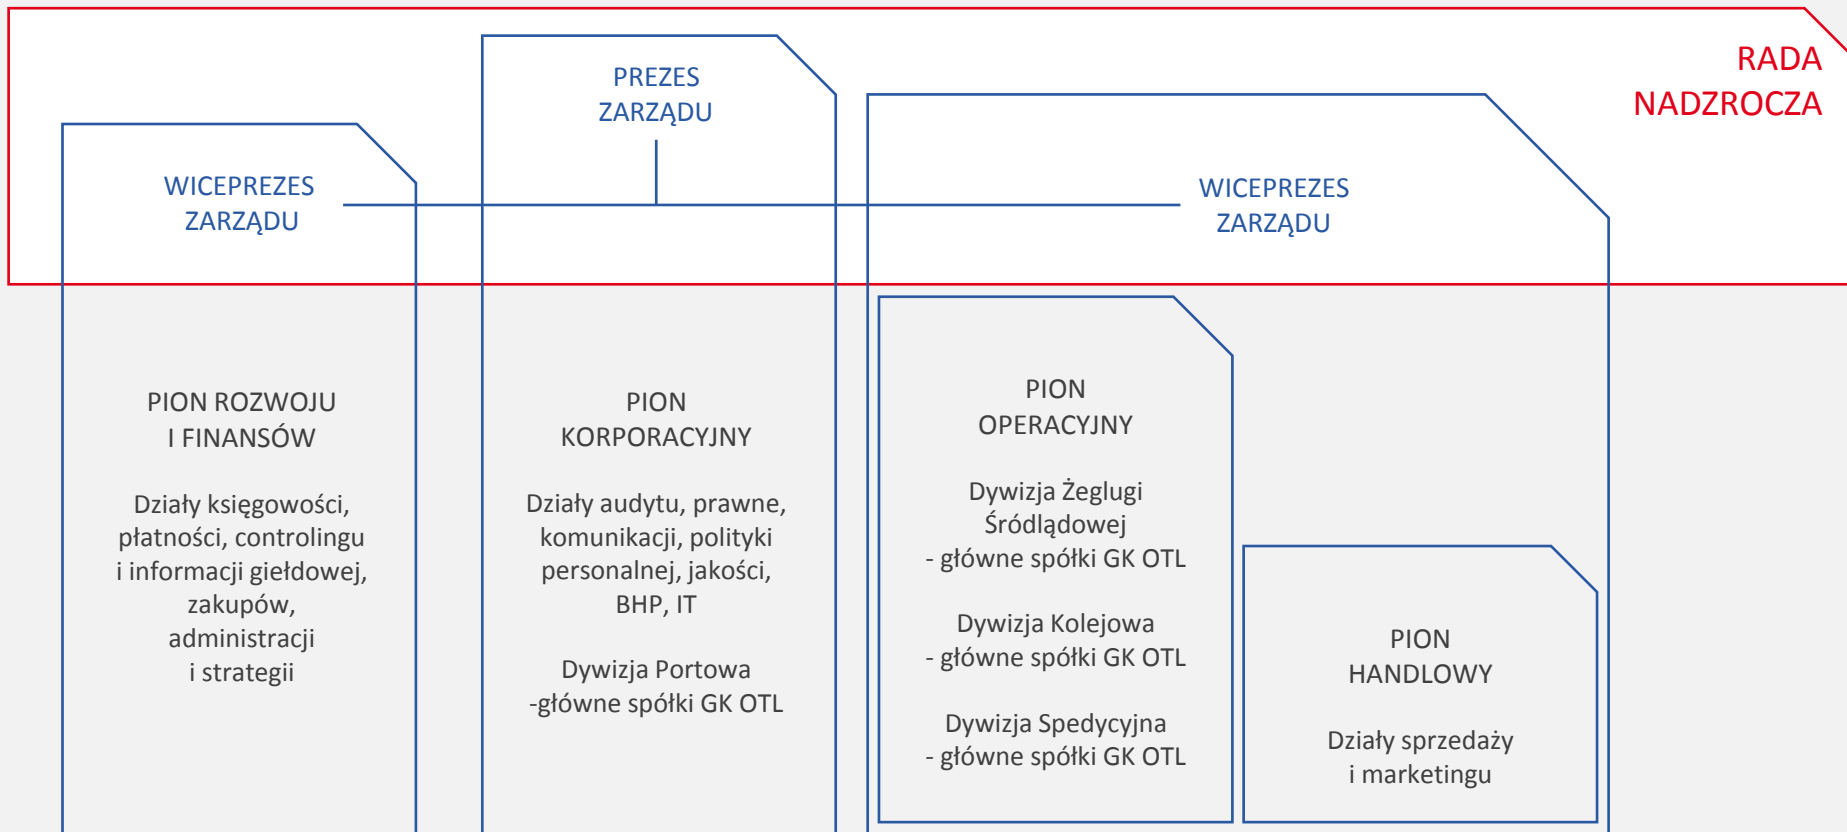 RADA
NADZROCZA
PREZES
ZARZĄDU
WICEPREZES
ZARZĄDU
WICEPREZES
ZARZĄDU
PION ROZWOJU
I FINANSÓW
Działy księgowości,
płatności, controlingu
i informacji giełdowej,
zakupów,
administracji
i strategii
PION
KORPORACYJNY
Działy audytu, prawne,
komunikacji, polityki
personalnej, jakości,
BHP, IT
Dywizja Portowa
-główne spółki GK OTL
PION
OPERACYJNY
Dywizja Żeglugi
Śródlądowej
- główne spółki GK OTL
Dywizja Kolejowa
- główne spółki GK OTL
Dywizja Spedycyjna
- główne spółki GK OTL
PION
HANDLOWY
Działy sprzedaży
i marketingu